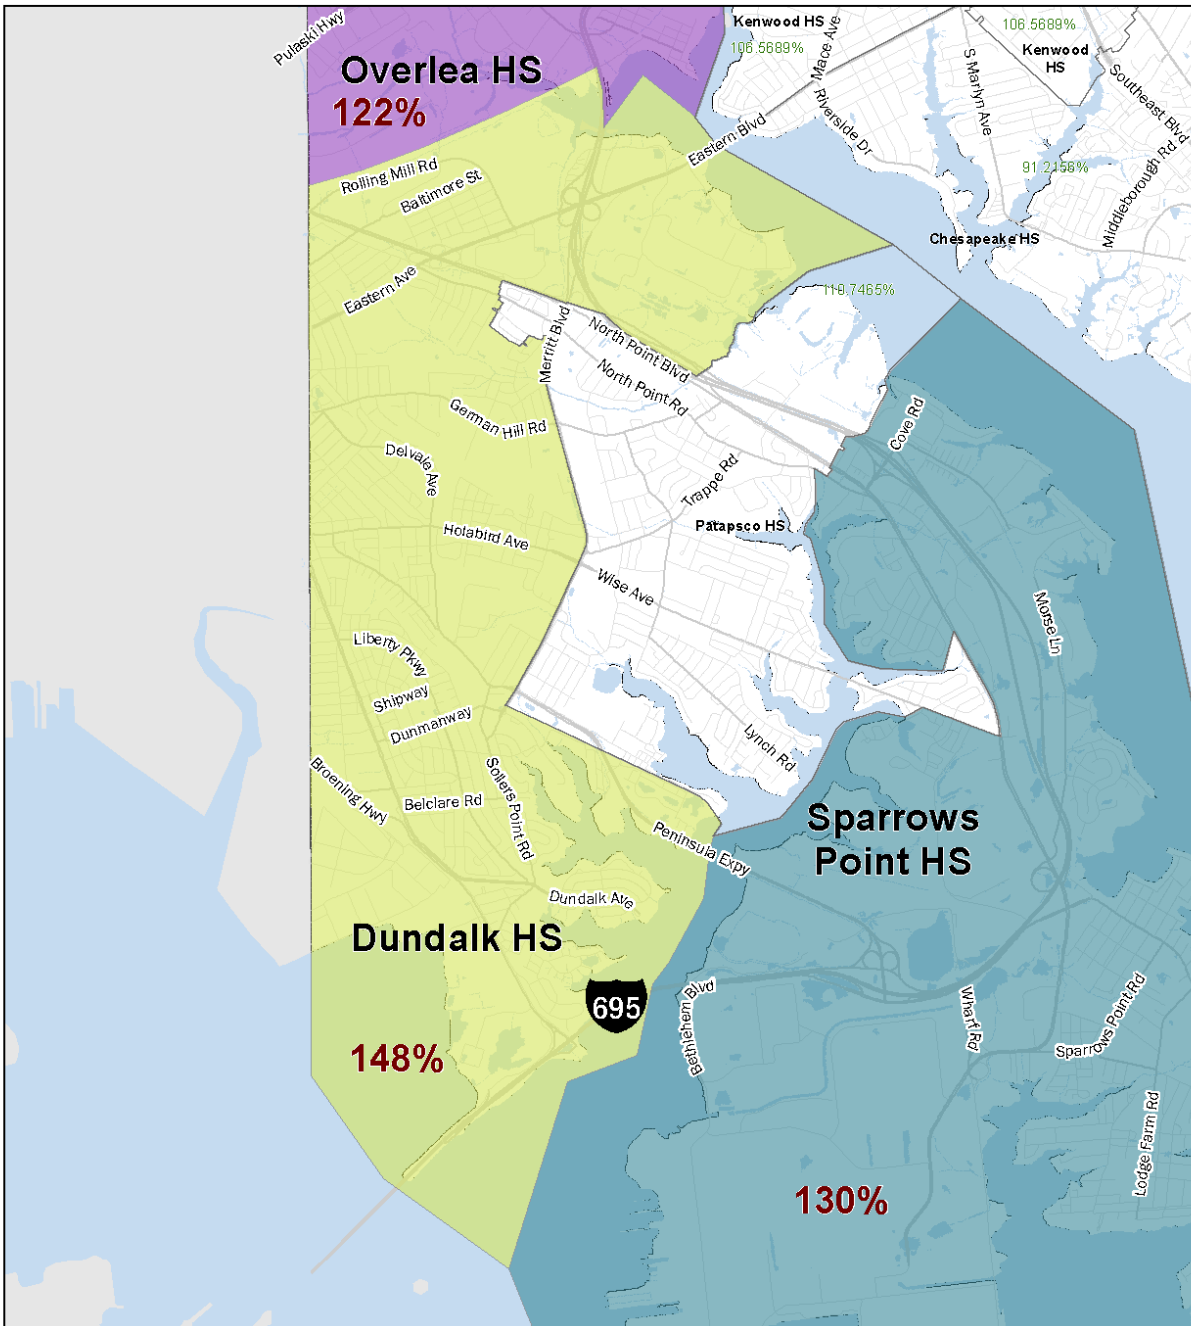 Pulaski Hwy
Kenwood HS
106.5689%
Mace Ave
106.5689%
Kenwood
HS
Overlea HS
122%
S Marlyn Ave
Southeast Blvd
Riverside Dr
Eastern Blvd
Rolling Mill Rd
Baltimore St
91.2156%
Middleborough Rd
Chesapeake HS
Eastern Ave
110.7465%
Merritt Blvd
North Point Blvd
North Point Rd
German Hill Rd
Cove Rd
Delvale Ave
Trappe Rd
Holabird Ave
Patapsco HS
Wise Ave
Morse Ln
Liberty Pkwy
Shipway
Dunmanway
Lynch Rd
Broening Hwy
Sollers Point Rd
Belclare Rd
Peninsula Expy
Sparrows
Point HS
Dundalk Ave
Dundalk HS
695
Bethlehem Blvd
Wharf Rd
Sparrows Point Rd
148%
Lodge Farm Rd
130%